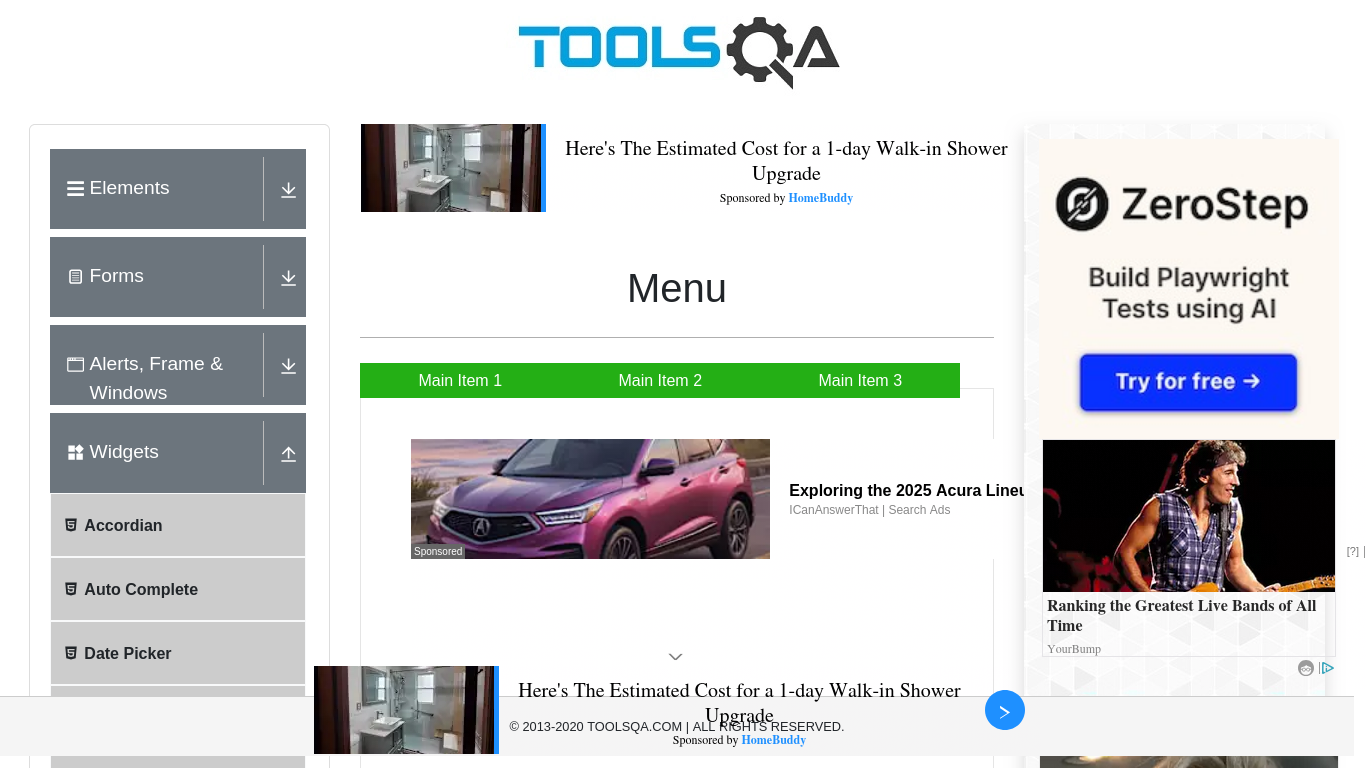 TOOLSQA
Elements
Forms
Alerts, Frame &
Windows
Widgets
Accordian
Auto Complete
Date Picker
Here's The Estimated Cost for a 1-day Walk-in Shower
Upgrade
Sponsored by HomeBuddy
Menu
Main Item 1
Main Item 2
Main Item 3
Sponsored
Exploring the 2025 Acura Lineu
ICanAnswerThat | Search Ads
ZeroStep
Build Playwright
Tests using AI
Try for free →
[?] |
Ranking the Greatest Live Bands of All
Time
YourBump
Here's The Estimated Cost for a 1-day Walk-in Shower
Upgrade
© 2013-2020 TOOLSQA.COM | ALL RIGHTS RESERVED.
Sponsored by HomeBuddy